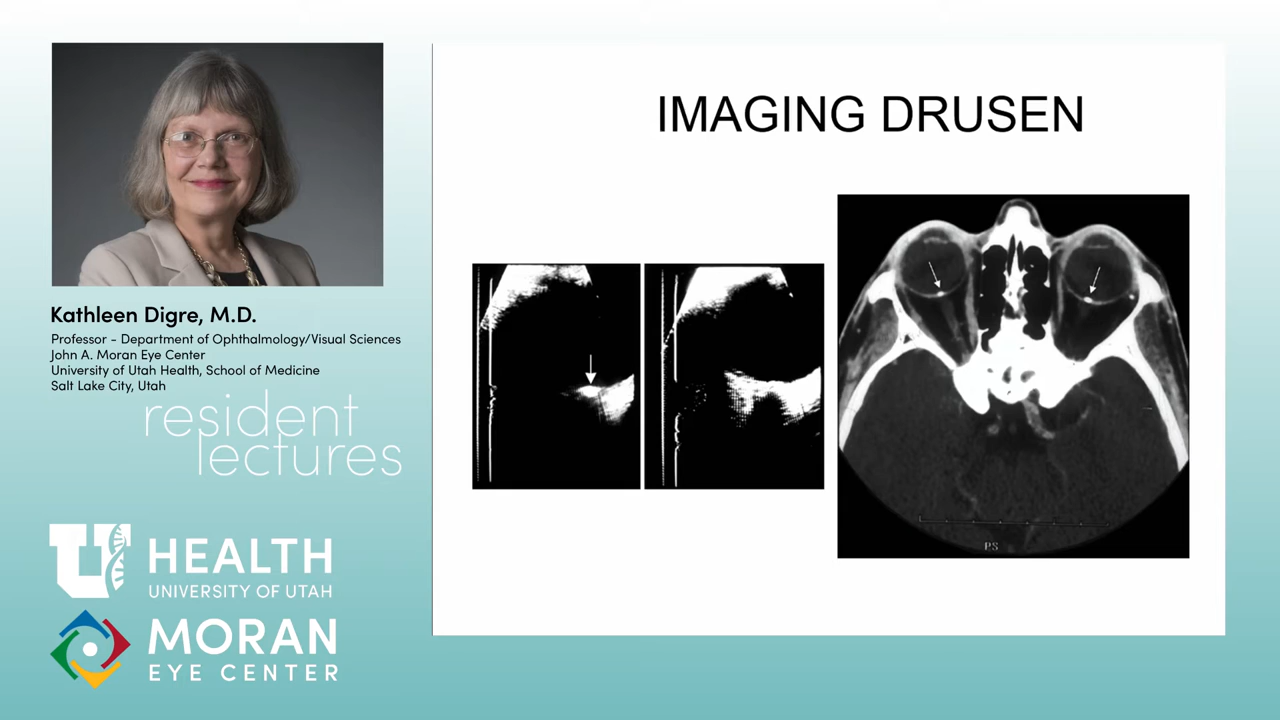 IMAGING DRUSEN
Kathleen Digre, M.D.
Professor - Department of Ophthalmology/Visual Sciences
John A. Moran Eye Center
University of Utah Health, School of Medicine
Salt Lake City, Utah
resident
lectures
U HEALTH
UNIVERSITY OF UTAH
MORAN
EYE CENTER